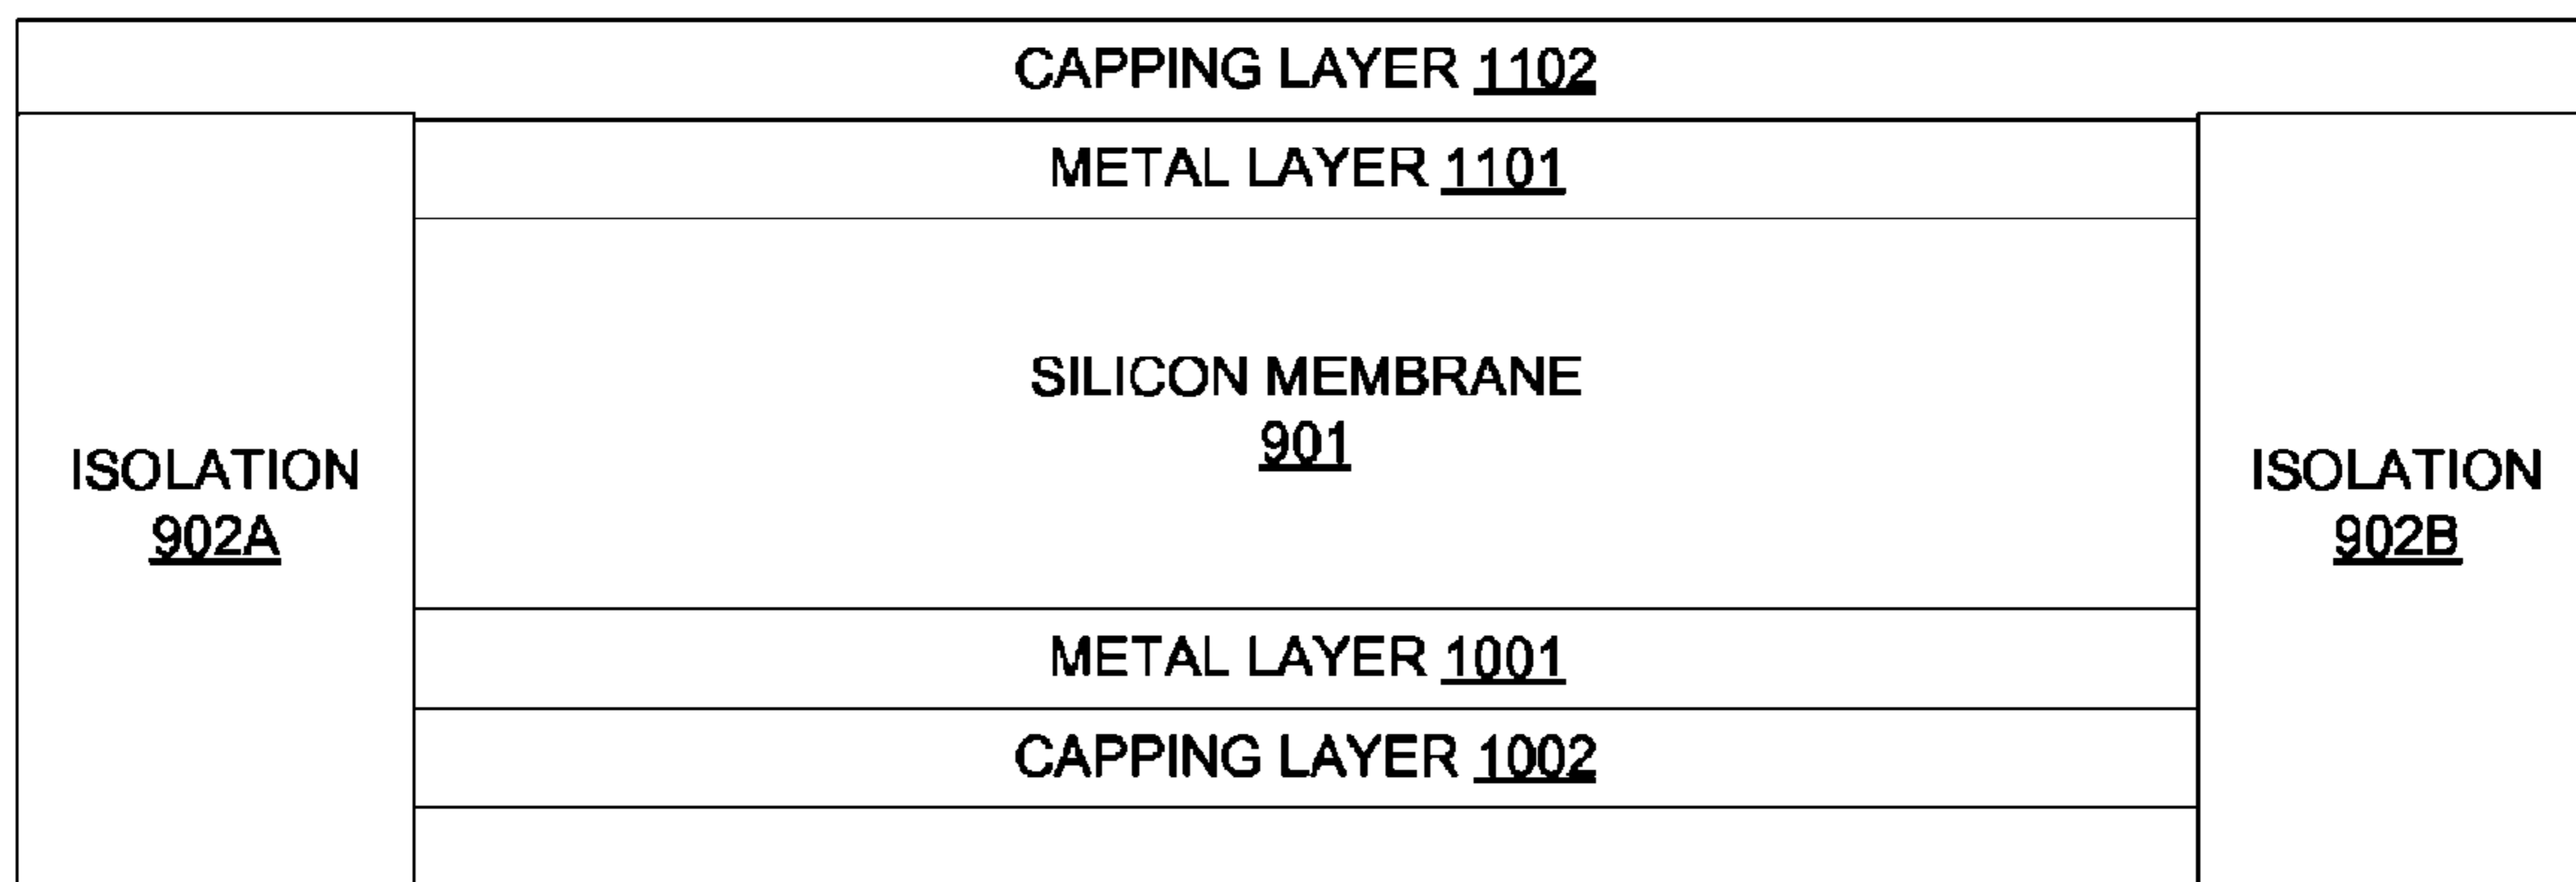 CAPPING LAYER 1102
METAL LAYER 1101
SILICON MEMBRANE
901
ISOLATION
902A
ISOLATION
902B
METAL LAYER 1001
CAPPING LAYER 1002